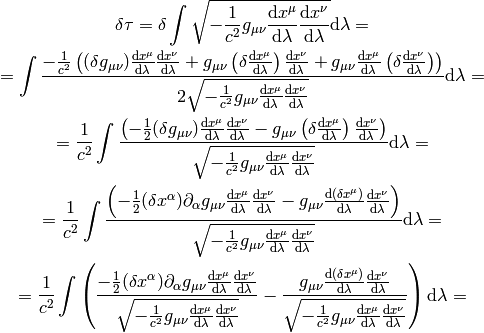 \delta\tau = \delta \int \sqrt{-\frac{1}{c^2} g_{\mu\nu} \frac{\mathrm{d}x^\mu}{\mathrm{d}\lambda} \frac{\mathrm{d}x^\nu}{\mathrm{d}\lambda}} \mathrm{d}\lambda =
= \int \frac{-\frac{1}{c^2} \left( (\delta g_{\mu\nu}) \frac{\mathrm{d}x^\mu}{\mathrm{d}\lambda} \frac{\mathrm{d}x^\nu}{\mathrm{d}\lambda} + g_{\mu\nu} \left( \delta \frac{\mathrm{d}x^\mu}{\mathrm{d}\lambda} \right) \frac{\mathrm{d}x^\nu}{\mathrm{d}\lambda} + g_{\mu\nu} \frac{\mathrm{d}x^\mu}{\mathrm{d}\lambda} \left( \delta \frac{\mathrm{d}x^\nu}{\mathrm{d}\lambda} \right) \right)}{2 \sqrt{-\frac{1}{c^2} g_{\mu\nu} \frac{\mathrm{d}x^\mu}{\mathrm{d}\lambda} \frac{\mathrm{d}x^\nu}{\mathrm{d}\lambda}}} \mathrm{d}\lambda =
= \frac{1}{c^2} \int \frac{\left( -\frac{1}{2} (\delta g_{\mu\nu}) \frac{\mathrm{d}x^\mu}{\mathrm{d}\lambda} \frac{\mathrm{d}x^\nu}{\mathrm{d}\lambda} - g_{\mu\nu} \left( \delta \frac{\mathrm{d}x^\mu}{\mathrm{d}\lambda} \right) \frac{\mathrm{d}x^\nu}{\mathrm{d}\lambda} \right)}{\sqrt{-\frac{1}{c^2} g_{\mu\nu} \frac{\mathrm{d}x^\mu}{\mathrm{d}\lambda} \frac{\mathrm{d}x^\nu}{\mathrm{d}\lambda}}} \mathrm{d}\lambda =
= \frac{1}{c^2} \int \frac{\left( -\frac{1}{2} (\delta x^\alpha) \partial_\alpha g_{\mu\nu} \frac{\mathrm{d}x^\mu}{\mathrm{d}\lambda} \frac{\mathrm{d}x^\nu}{\mathrm{d}\lambda} - g_{\mu\nu} \frac{\mathrm{d}(\delta x^\mu)}{\mathrm{d}\lambda} \frac{\mathrm{d}x^\nu}{\mathrm{d}\lambda} \right)}{\sqrt{-\frac{1}{c^2} g_{\mu\nu} \frac{\mathrm{d}x^\mu}{\mathrm{d}\lambda} \frac{\mathrm{d}x^\nu}{\mathrm{d}\lambda}}} \mathrm{d}\lambda =
= \frac{1}{c^2} \int \left( \frac{-\frac{1}{2} (\delta x^\alpha) \partial_\alpha g_{\mu\nu} \frac{\mathrm{d}x^\mu}{\mathrm{d}\lambda} \frac{\mathrm{d}x^\nu}{\mathrm{d}\lambda}}{\sqrt{-\frac{1}{c^2} g_{\mu\nu} \frac{\mathrm{d}x^\mu}{\mathrm{d}\lambda} \frac{\mathrm{d}x^\nu}{\mathrm{d}\lambda}}} - \frac{g_{\mu\nu} \frac{\mathrm{d}(\delta x^\mu)}{\mathrm{d}\lambda} \frac{\mathrm{d}x^\nu}{\mathrm{d}\lambda}}{\sqrt{-\frac{1}{c^2} g_{\mu\nu} \frac{\mathrm{d}x^\mu}{\mathrm{d}\lambda} \frac{\mathrm{d}x^\nu}{\mathrm{d}\lambda}}} \right) \mathrm{d}\lambda =